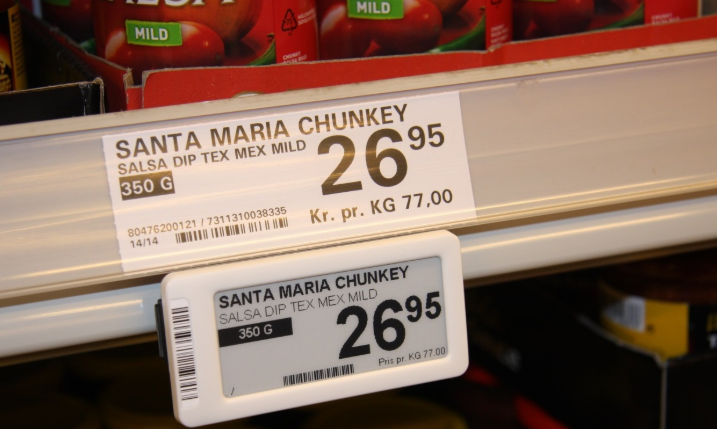 MILD
MILD
SANTA MARIA CHUNKEY
SALSA DIP TEX MEX MILD
350 G
26 95
Kr. pr. KG 77,00
80476200121 / 7311310038335
14/14
SANTA MARIA CHUNKEY
SALSA DIP TEX MEX MILD
350 G
26 95
Pris pr. KG 77.00